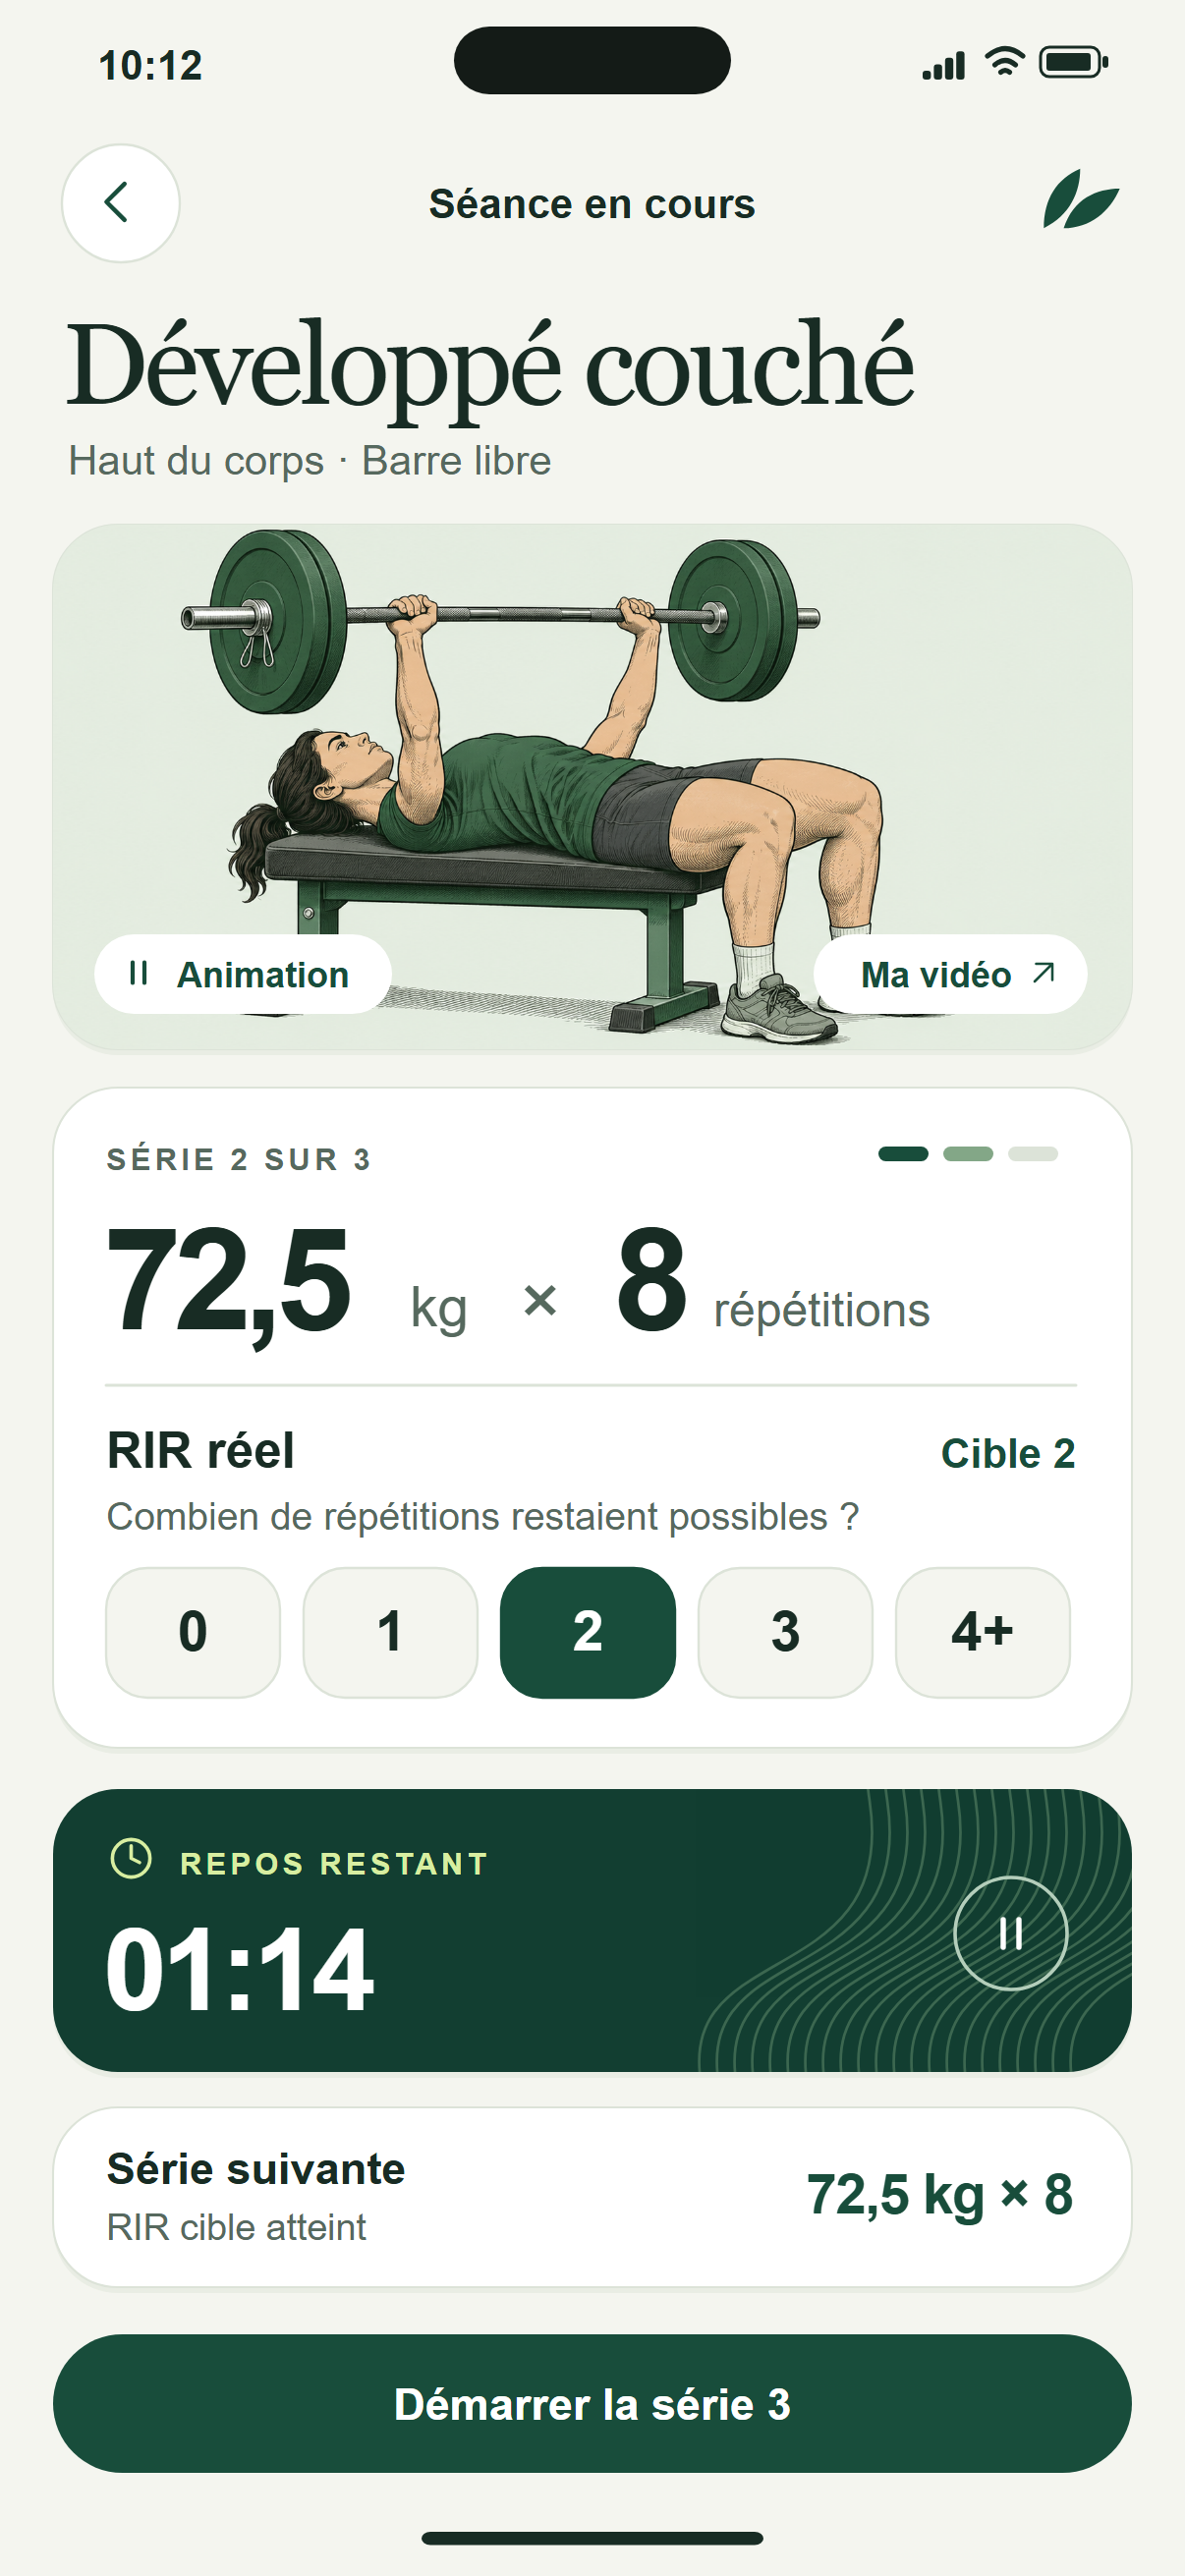 10:12
Séance en cours
Développé couché
Haut du corps · Barre libre
Animation
Ma vidéo
SÉRIE 2 SUR 3
72,5 kg × 8 répétitions
RIR réel
Cible 2
Combien de répétitions restaient possibles ?
0 1 2 3 4+
REPOS RESTANT
01:14
Série suivante
72,5 kg × 8
RIR cible atteint
Démarrer la série 3